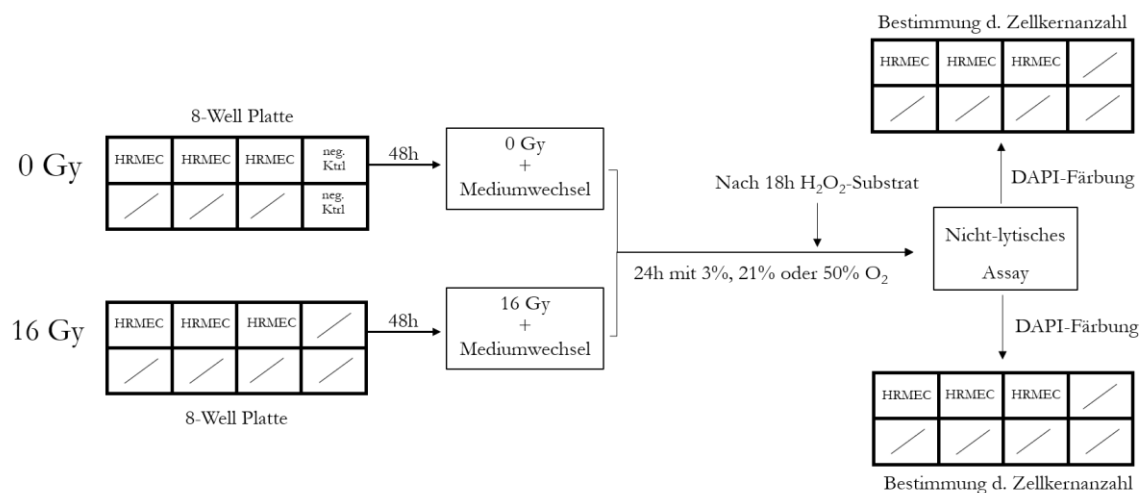 Bestimmung d. Zellkernanzahl
HRMEC HRMEC HRMEC
8-Well Platte
0 Gy
HRMEC HRMEC HRMEC neg. Ktrl
neg. Ktrl
48h
0 Gy
+
Mediumwechsel
Nach 18h H₂O₂-Substrat
DAPI-Färbung
Nicht-lytisches
Assay
24h mit 3%, 21% oder 50% O₂
16 Gy
HRMEC HRMEC HRMEC
48h
16 Gy
+
Mediumwechsel
DAPI-Färbung
8-Well Platte
HRMEC HRMEC HRMEC
Bestimmung d. Zellkernanzahl